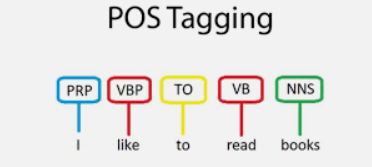 POS Tagging
PRP VBP TO VB NNS
I like to read books